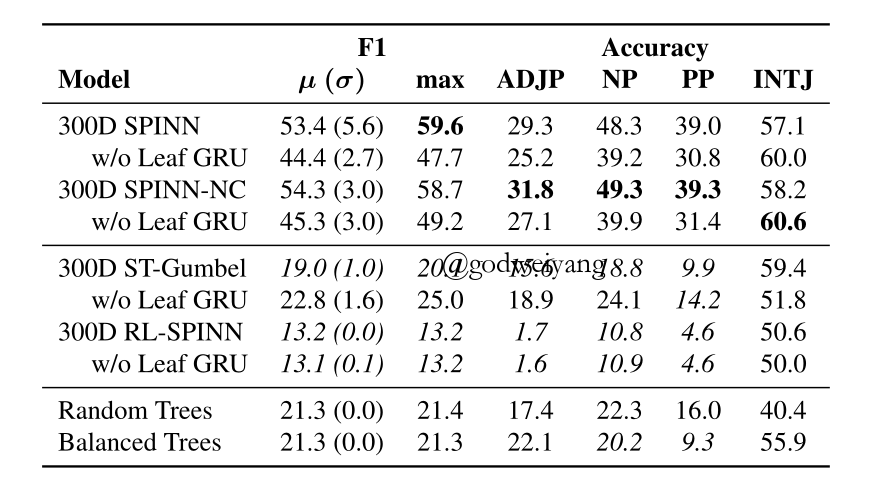 F1 Accuracy
Model μ (σ) max ADJP NP PP INTJ
300D SPINN 53.4 (5.6) 59.6 29.3 48.3 39.0 57.1
w/o Leaf GRU 44.4 (2.7) 47.7 25.2 39.2 30.8 60.0
300D SPINN-NC 54.3 (3.0) 58.7 31.8 49.3 39.3 58.2
w/o Leaf GRU 45.3 (3.0) 49.2 27.1 39.9 31.4 60.6
300D ST-Gumbel 19.0 (1.0) 20.1 15.6 18.8 9.9 59.4
@godweiyang
w/o Leaf GRU 22.8 (1.6) 25.0 18.9 24.1 14.2 51.8
300D RL-SPINN 13.2 (0.0) 13.2 1.7 10.8 4.6 50.6
w/o Leaf GRU 13.1 (0.1) 13.2 1.6 10.9 4.6 50.0
Random Trees 21.3 (0.0) 21.4 17.4 22.3 16.0 40.4
Balanced Trees 21.3 (0.0) 21.3 22.1 20.2 9.3 55.9